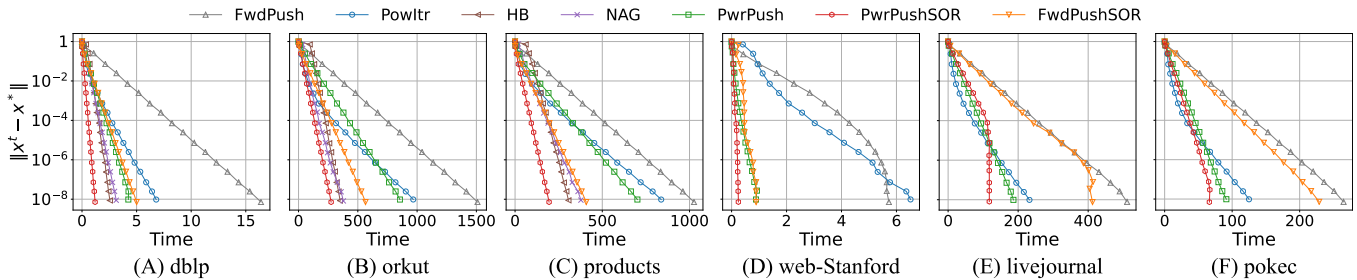 FwdPush PowItr HB NAG PwrPush PwrPushSOR FwdPushSOR
‖x^t − x^*‖
1
10^−2
10^−4
10^−6
10^−8
0 5 10 15
Time
(A) dblp
0 500 1000 1500
Time
(B) orkut
0 500 1000
Time
(C) products
0 2 4 6
Time
(D) web-Stanford
0 200 400
Time
(E) livejournal
0 100 200
Time
(F) pokec